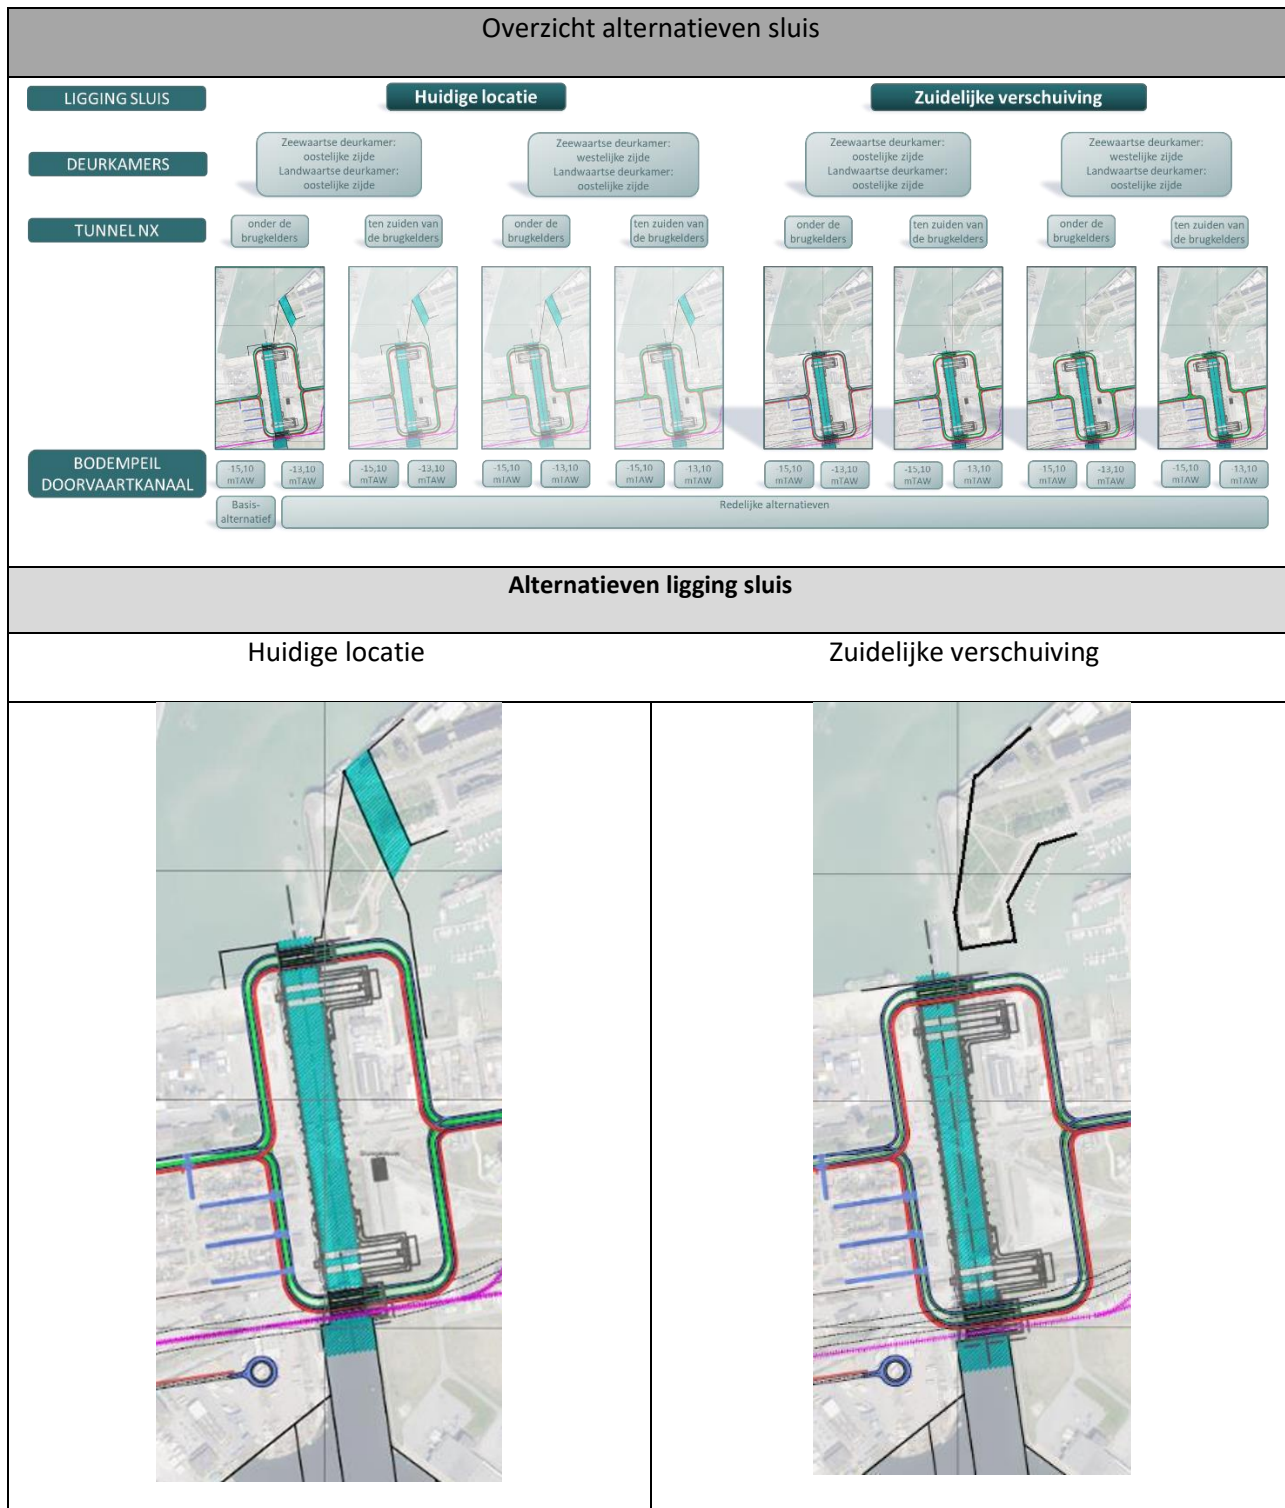 Overzicht alternatieven sluis
LIGGING SLUIS
Huidige locatie
Zuidelijke verschuiving
DEURKAMERS
Zeewaartse deurkamer:
oostelijke zijde
Landwaartse deurkamer:
oostelijke zijde
Zeewaartse deurkamer:
westelijke zijde
Landwaartse deurkamer:
oostelijke zijde
Zeewaartse deurkamer:
oostelijke zijde
Landwaartse deurkamer:
oostelijke zijde
Zeewaartse deurkamer:
westelijke zijde
Landwaartse deurkamer:
oostelijke zijde
TUNNEL NX
onder de
brugkelders
ten zuiden van
de brugkelders
onder de
brugkelders
ten zuiden van
de brugkelders
onder de
brugkelders
ten zuiden van
de brugkelders
onder de
brugkelders
ten zuiden van
de brugkelders
BODEMPEIL
DOORVAARTKANAAL
-15,10
mTAW
-13,10
mTAW
-15,10
mTAW
-13,10
mTAW
-15,10
mTAW
-13,10
mTAW
-15,10
mTAW
-13,10
mTAW
-15,10
mTAW
-13,10
mTAW
-15,10
mTAW
-13,10
mTAW
-15,10
mTAW
-13,10
mTAW
-15,10
mTAW
-13,10
mTAW
Basis-
alternatief
Redelijke alternatieven
Alternatieven ligging sluis
Huidige locatie
Zuidelijke verschuiving